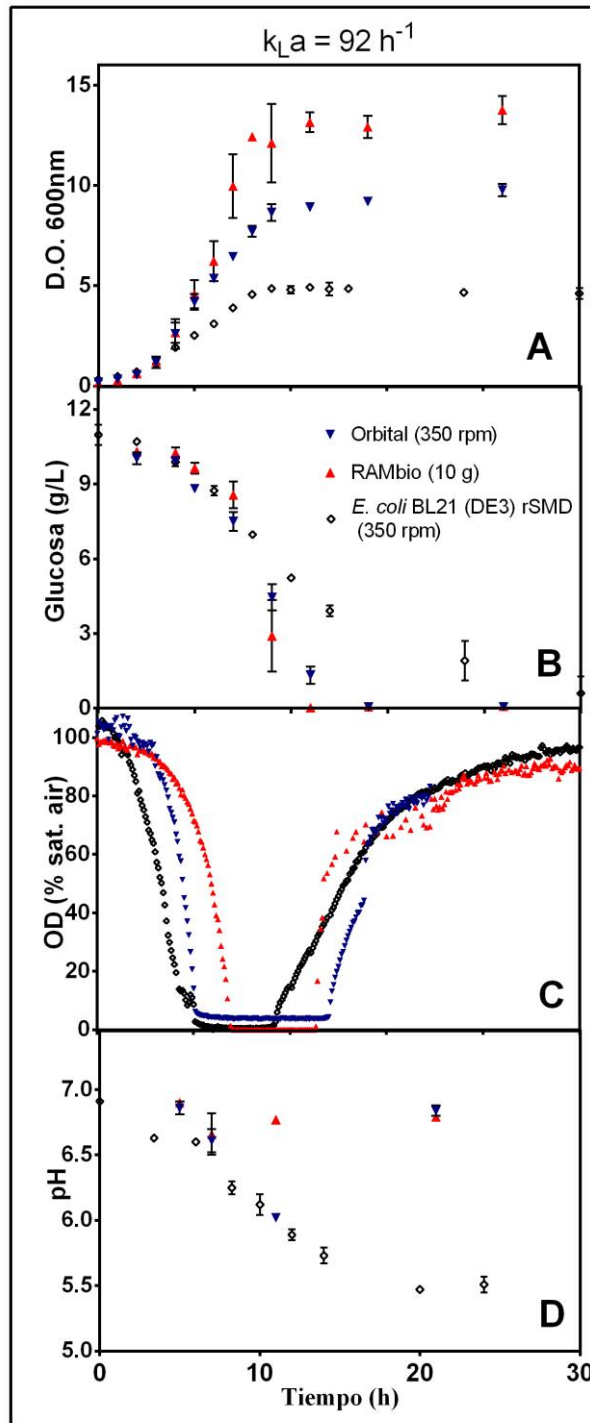 kLa = 92 h-1
15
10
5
0
D.O. 600nm
A
12
9
6
3
0
Glucosa (g/L)
Orbital (350 rpm)
RAMbio (10 g)
E. coli BL21 (DE3) rSMD
(350 rpm)
B
100
80
60
40
20
0
OD (% sat. air)
C
7.0
6.5
6.0
5.5
5.0
pH
D
0 10 20 30
Tiempo (h)